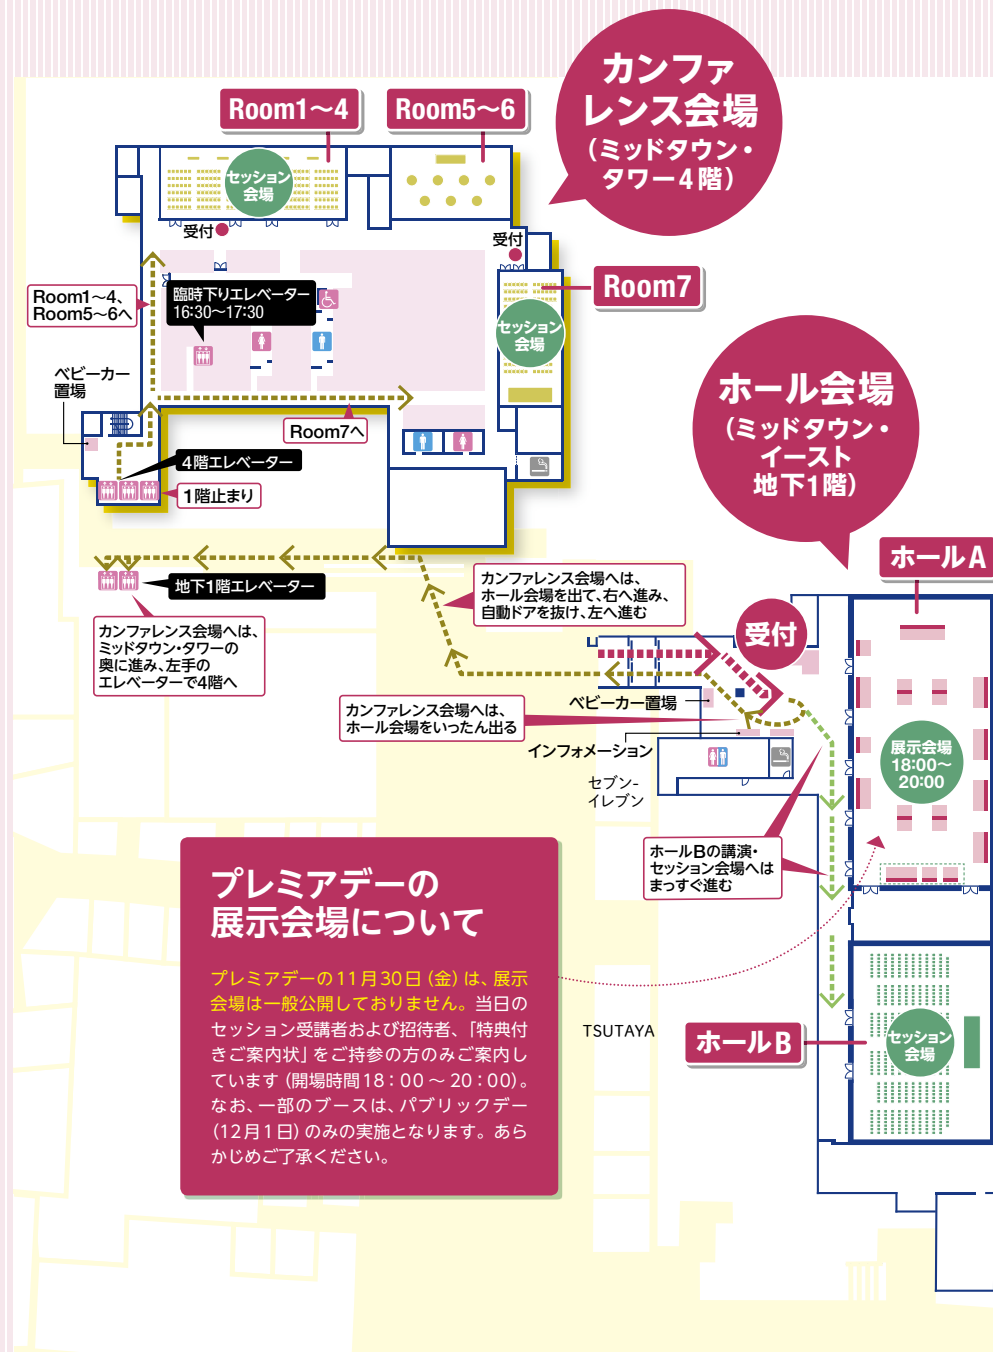 カンファ
レンス会場
（ミッドタウン・
タワー4階）
Room1～4
Room5～6
セッション
会場
受付
受付
Room7
セッション
会場
Room1～4、
Room5～6へ
臨時下りエレベーター
16:30～17:30
ベビーカー
置場
Room7へ
4階エレベーター
1階止まり
ホール会場
（ミッドタウン・
イースト
地下1階）
ホールA
地下1階エレベーター
カンファレンス会場へは、
ホール会場を出て、右へ進み、
自動ドアを抜け、左へ進む
カンファレンス会場へは、
ミッドタウン・タワーの
奥に進み、左手の
エレベーターで4階へ
受付
カンファレンス会場へは、
ホール会場をいったん出る
ベビーカー置場
インフォメーション
セブン-
イレブン
展示会場
18:00～
20:00
ホールBの講演・
セッション会場へは
まっすぐ進む
プレミアデーの
展示会場について
プレミアデーの11月30日（金）は、展示
会場は一般公開しておりません。当日の
セッション受講者および招待者、「特典付
きご案内状」をご持参の方のみご案内し
ています（開場時間18：00～20：00）。
なお、一部のブースは、パブリックデー
（12月1日）のみの実施となります。あら
かじめご了承ください。
TSUTAYA
ホールB
セッション
会場